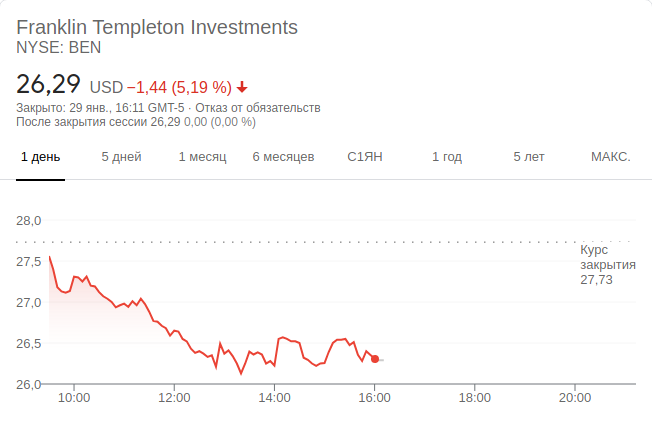 Franklin Templeton Investments
NYSE: BEN
26,29 USD −1,44 (5,19 %)
Закрыто: 29 янв., 16:11 GMT-5 · Отказ от обязательств
После закрытия сессии 26,29 0,00 (0,00 %)
1 день 5 дней 1 месяц 6 месяцев С1ЯН 1 год 5 лет МАКС.
28,0
Курс
закрытия
27,73
27,5
27,0
26,5
26,0
10:00 12:00 14:00 16:00 18:00 20:00